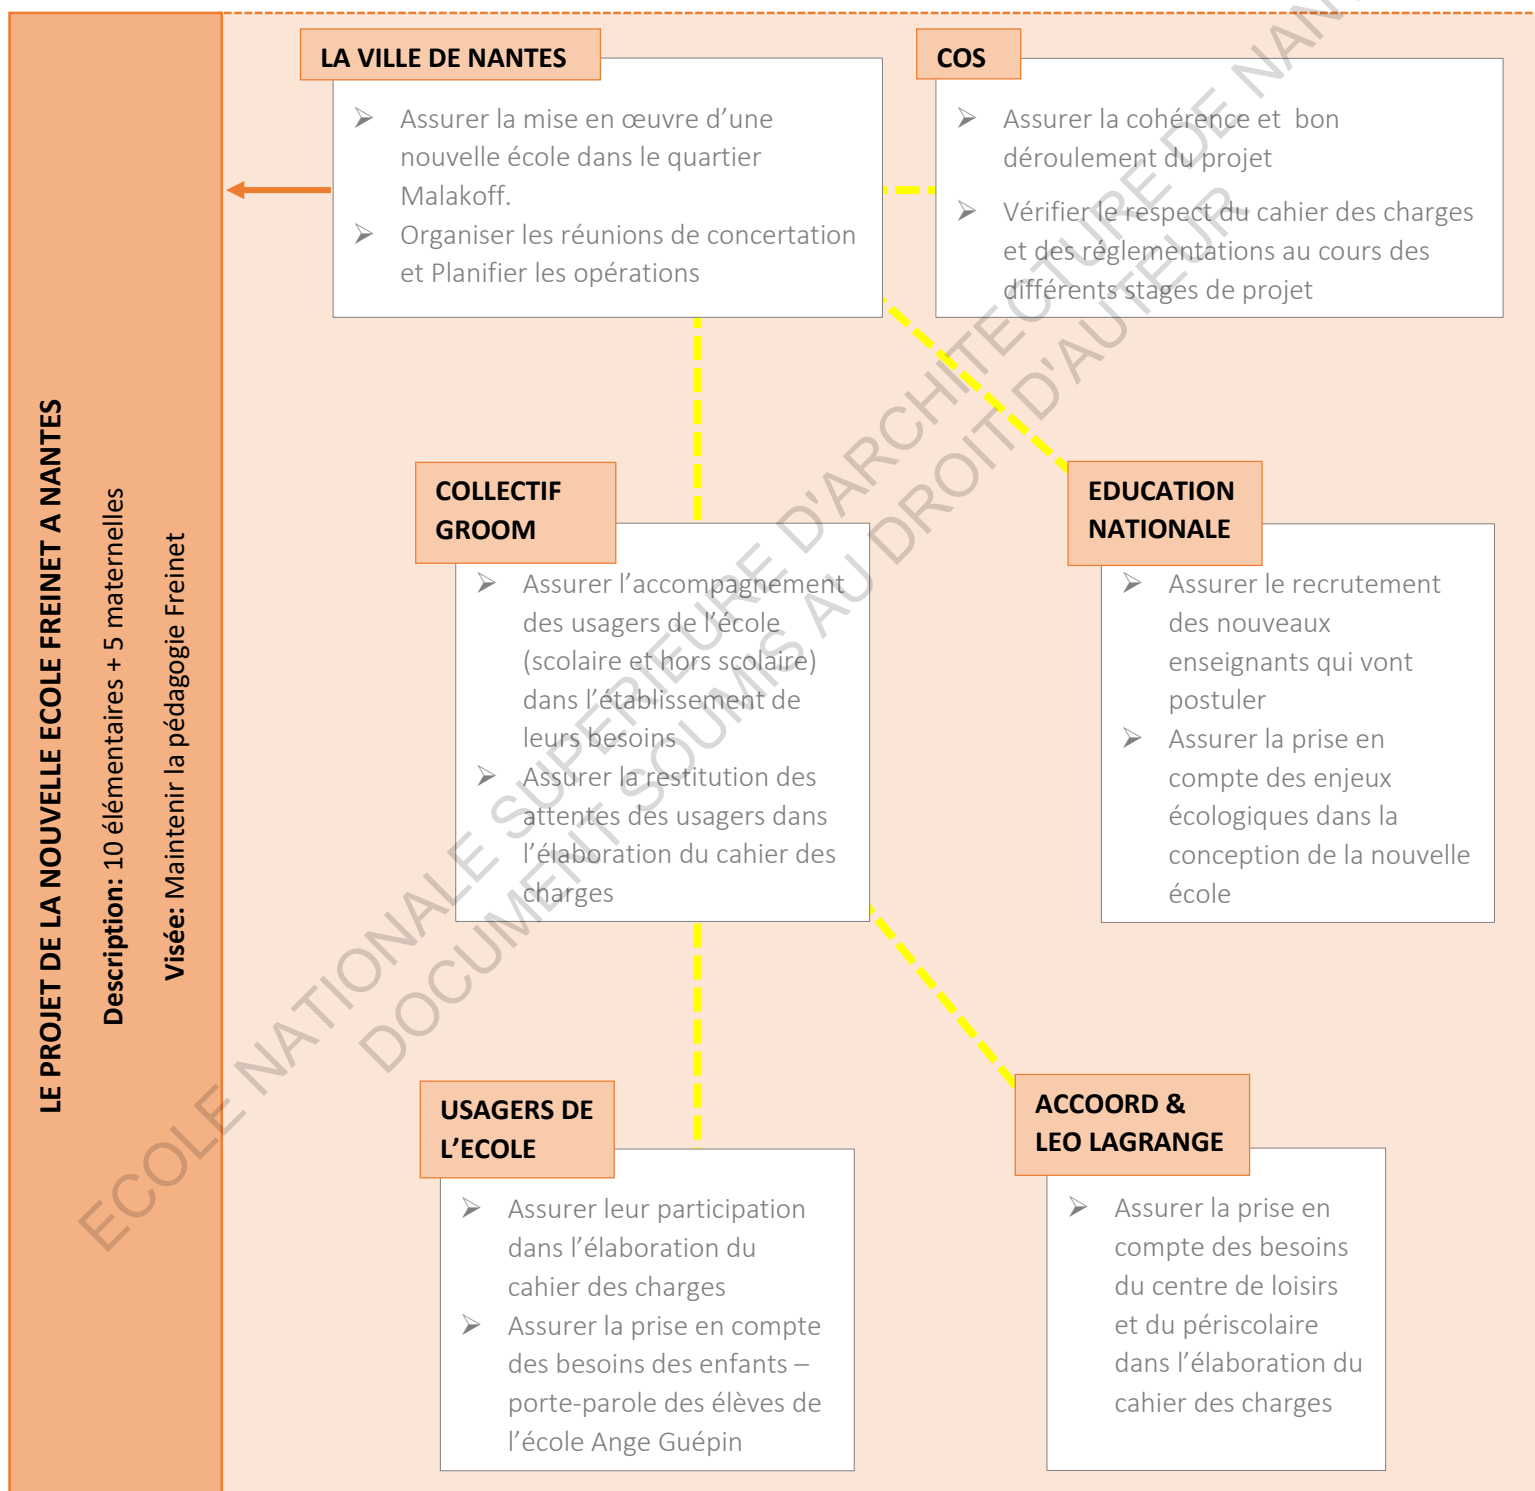 LE PROJET DE LA NOUVELLE ECOLE FREINET A NANTES
Description: 10 élémentaires + 5 maternelles
Visée: Maintenir la pédagogie Freinet
LA VILLE DE NANTES
➢ Assurer la mise en œuvre d’une
nouvelle école dans le quartier
Malakoff.
➢ Organiser les réunions de concertation
et Planifier les opérations
COS
➢ Assurer la cohérence et  bon
déroulement du projet
➢ Vérifier le respect du cahier des charges
et des réglementations au cours des
différents stages de projet
COLLECTIF
GROOM
➢ Assurer l’accompagnement
des usagers de l’école
(scolaire et hors scolaire)
dans l’établissement de
leurs besoins
➢ Assurer la restitution des
attentes des usagers dans
l’élaboration du cahier des
charges
EDUCATION
NATIONALE
➢ Assurer le recrutement
des nouveaux
enseignants qui vont
postuler
➢ Assurer la prise en
compte des enjeux
écologiques dans la
conception de la nouvelle
école
USAGERS DE
L’ECOLE
➢ Assurer leur participation
dans l’élaboration du
cahier des charges
➢ Assurer la prise en compte
des besoins des enfants –
porte-parole des élèves de
l’école Ange Guépin
ACCOORD &
LEO LAGRANGE
➢ Assurer la prise en
compte des besoins
du centre de loisirs
et du périscolaire
dans l’élaboration du
cahier des charges
ECOLE NATIONALE SUPERIEURE D'ARCHITECTURE DE
DOCUMENT SOUMIS AU DROIT D'AUTEUR